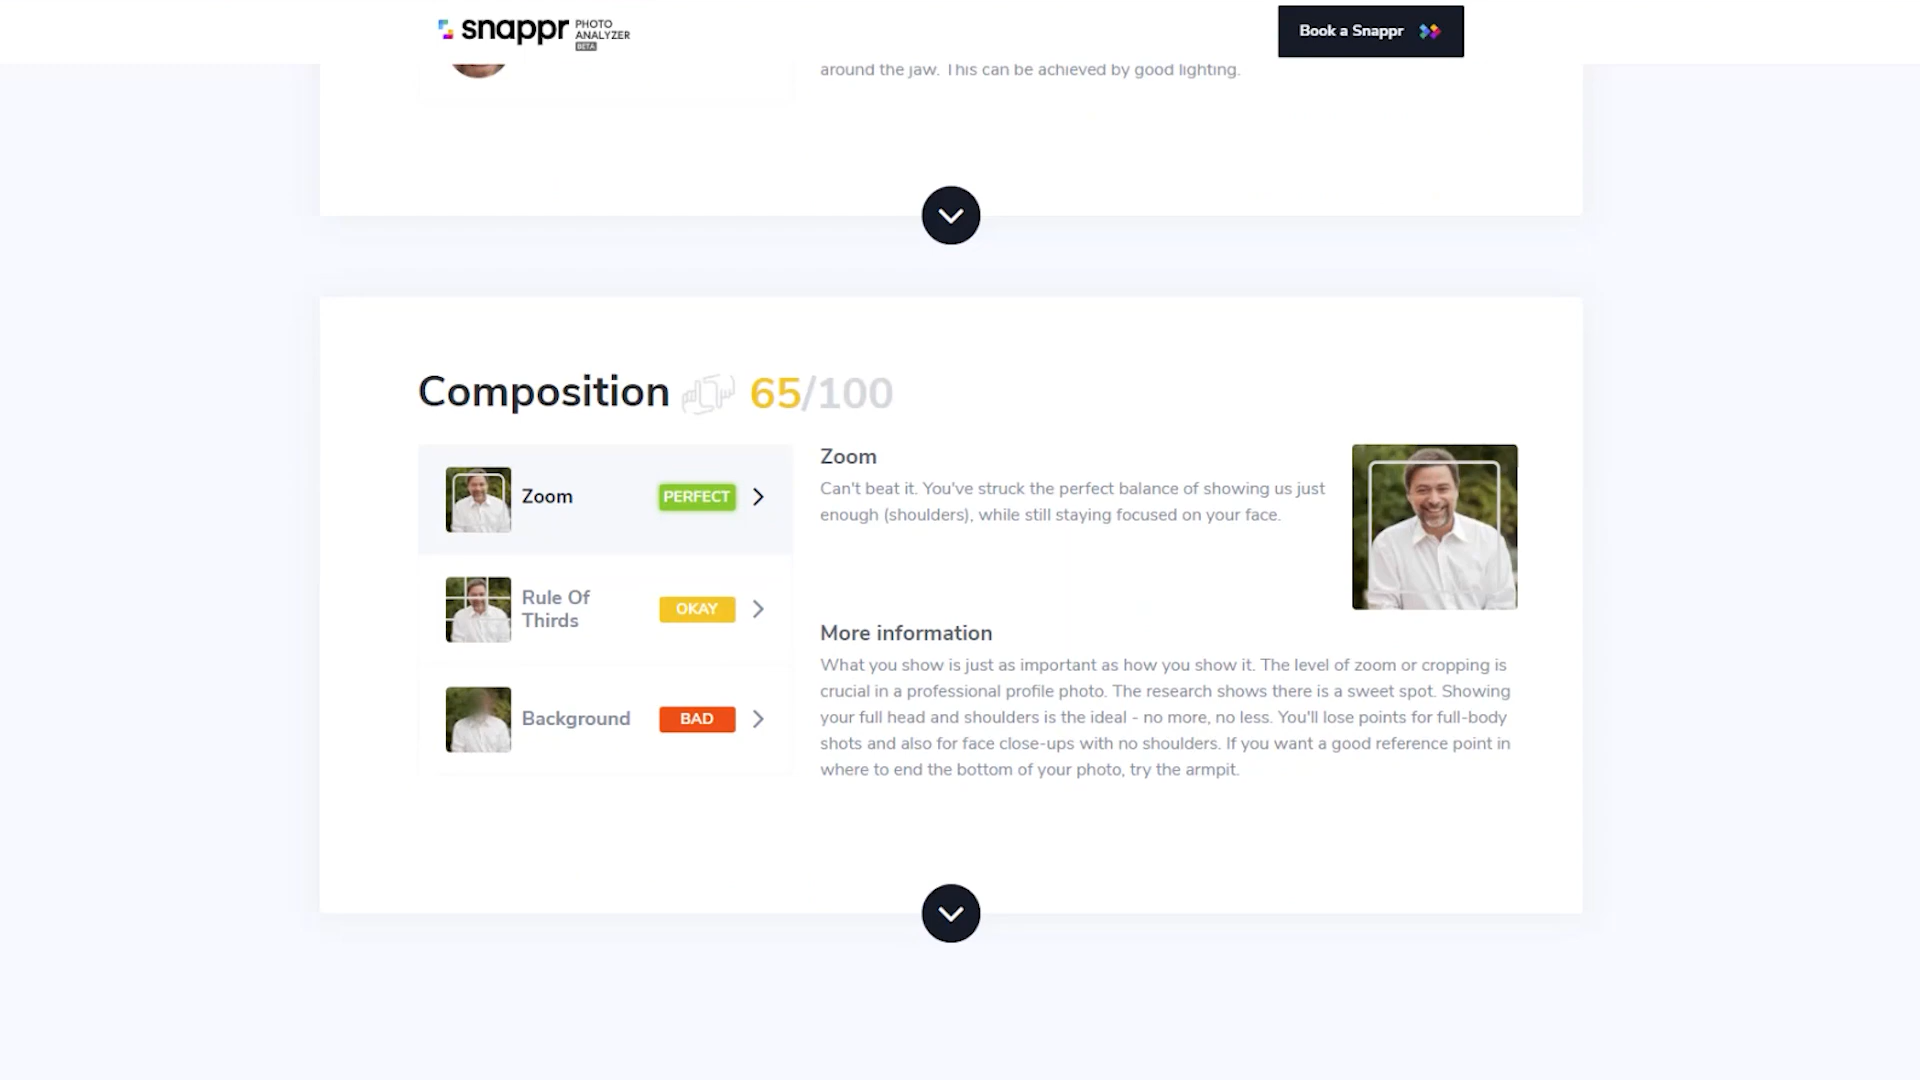 snappr PHOTO ANALYZER BETA
Book a Snappr
around the jaw. This can be achieved by good lighting.
Composition 65/100
Zoom PERFECT
Rule Of Thirds OKAY
Background BAD
Zoom
Can't beat it. You've struck the perfect balance of showing us just
enough (shoulders), while still staying focused on your face.
More information
What you show is just as important as how you show it. The level of zoom or cropping is
crucial in a professional profile photo. The research shows there is a sweet spot. Showing
your full head and shoulders is the ideal - no more, no less. You'll lose points for full-body
shots and also for face close-ups with no shoulders. If you want a good reference point in
where to end the bottom of your photo, try the armpit.